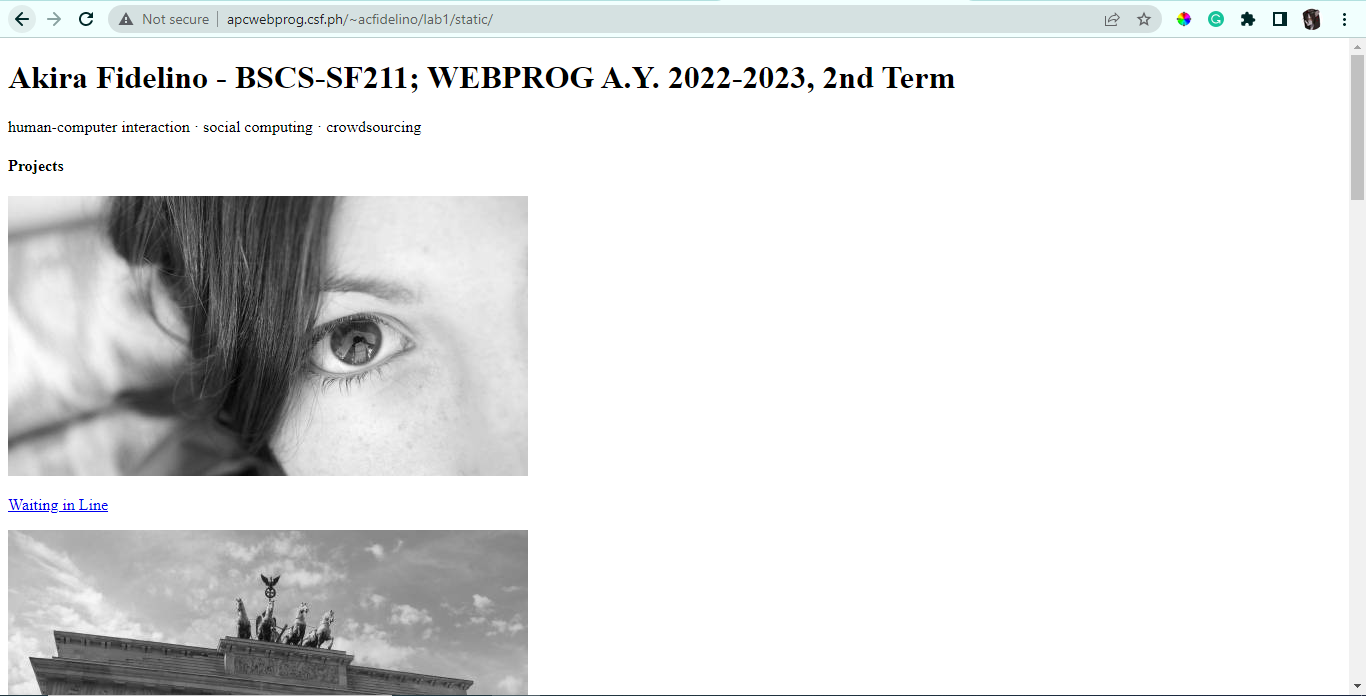 Not secure
apcwebprog.csf.ph/~acfidelino/lab1/static/
Akira Fidelino - BSCS-SF211; WEBPROG A.Y. 2022-2023, 2nd Term
human-computer interaction · social computing · crowdsourcing
Projects
Waiting in Line